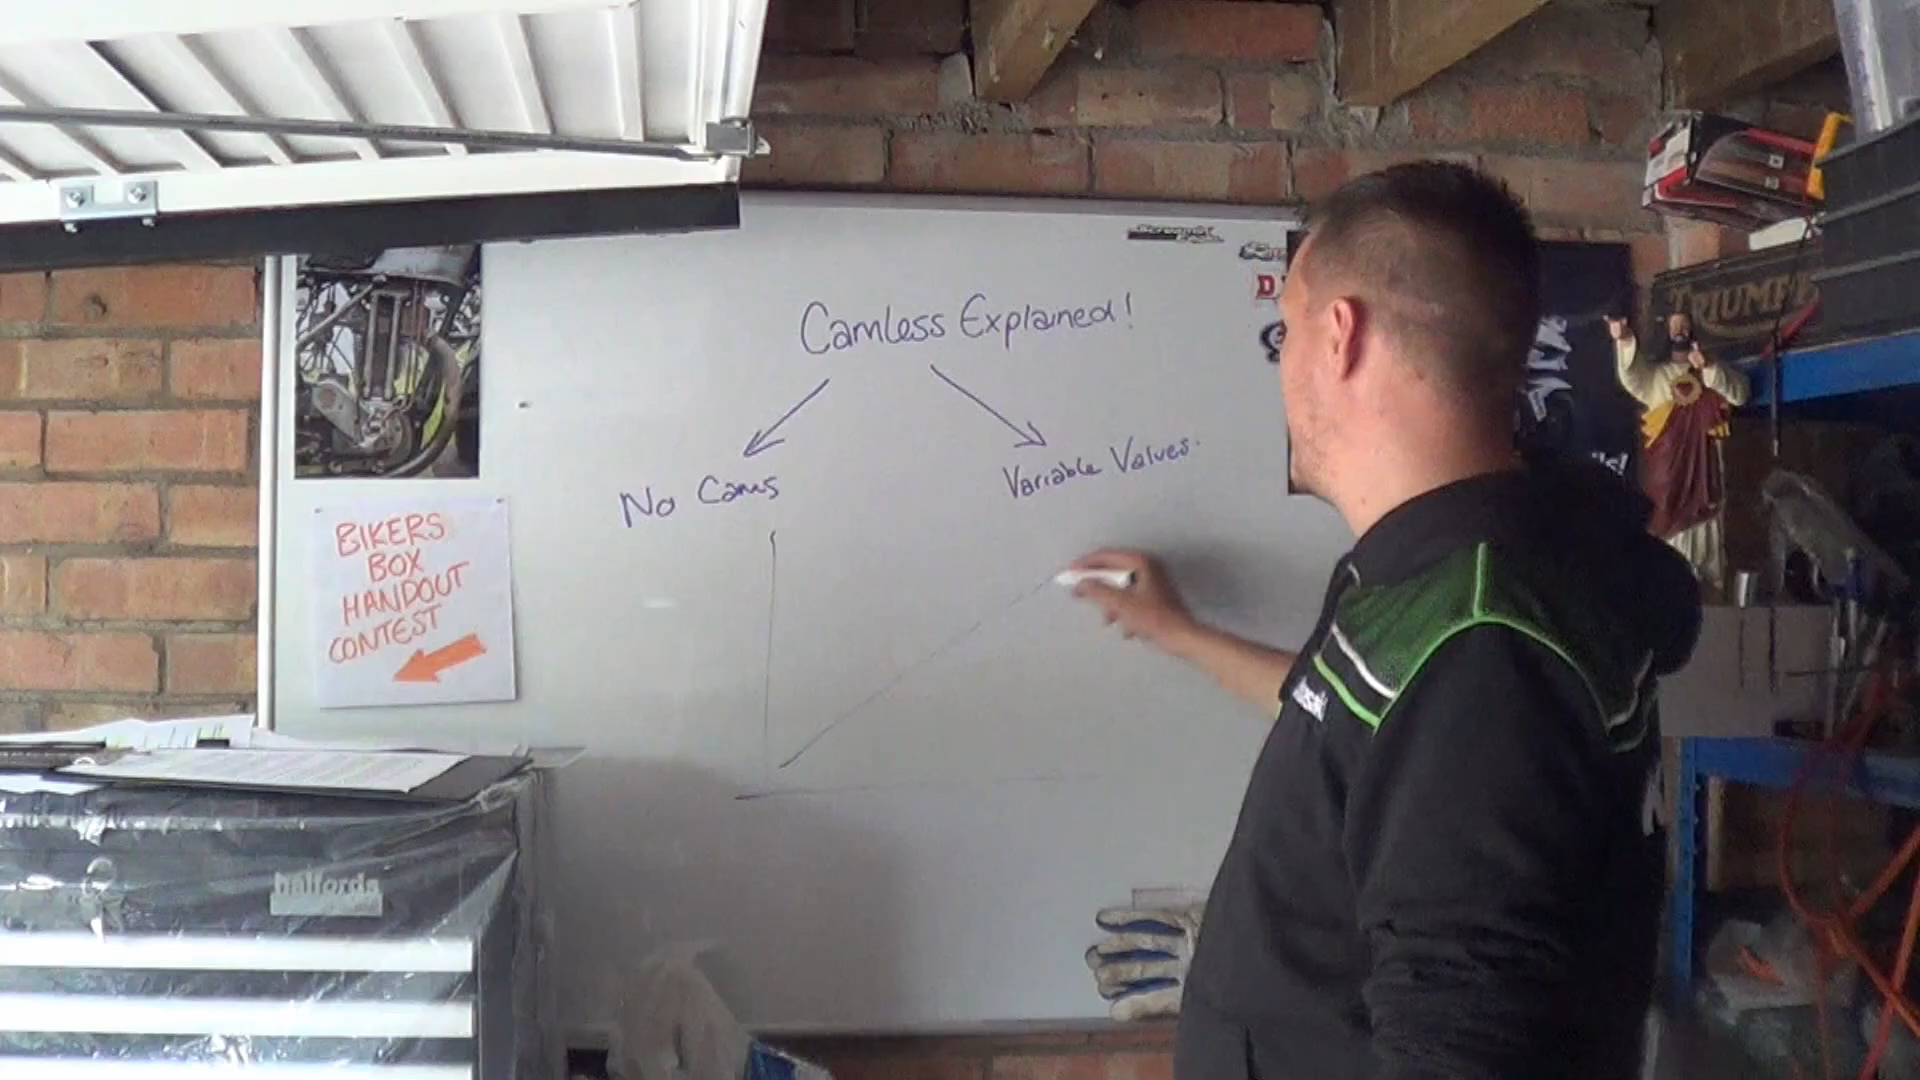 Camless Explained!
No Cams
Variable Valves.
BIKERS
BOX
HANDOUT
CONTEST
halfords
TRIUMPH